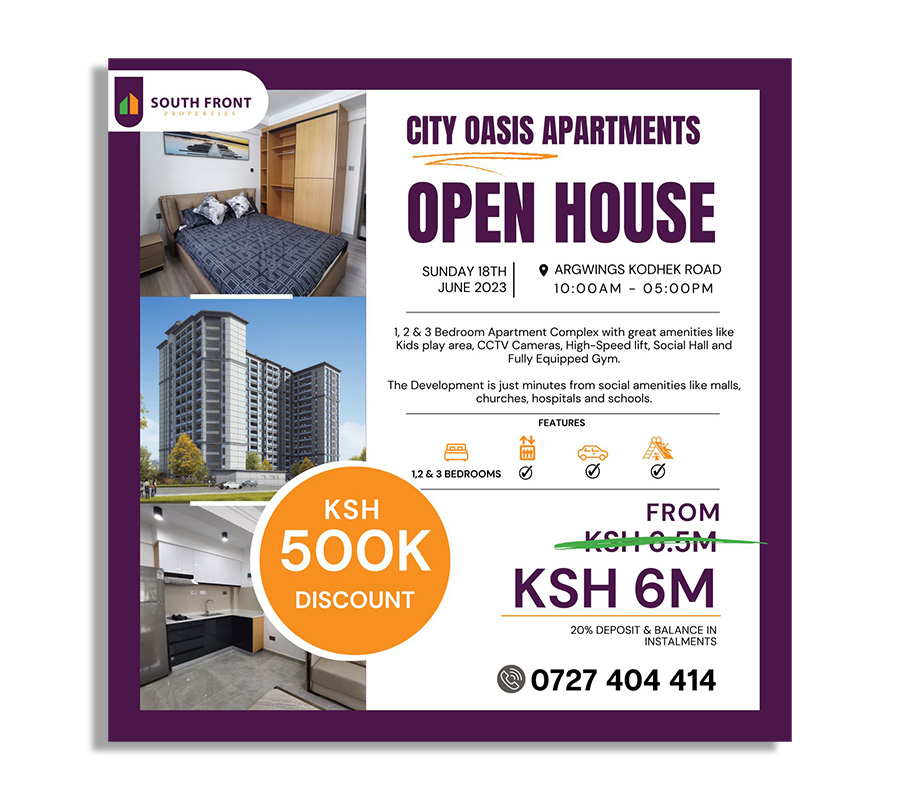 SOUTH FRONT
PROPERTIES
CITY OASIS APARTMENTS
OPEN HOUSE
SUNDAY 18TH
JUNE 2023
ARGWINGS KODHEK ROAD
10:00AM - 05:00PM
1, 2 & 3 Bedroom Apartment Complex with great amenities like
Kids play area, CCTV Cameras, High-Speed lift, Social Hall and
Fully Equipped Gym.
The Development is just minutes from social amenities like malls,
churches, hospitals and schools.
FEATURES
1,2 & 3 BEDROOMS
KSH
500K
DISCOUNT
FROM
KSH 6.5M
KSH 6M
20% DEPOSIT & BALANCE IN
INSTALMENTS
0727 404 414